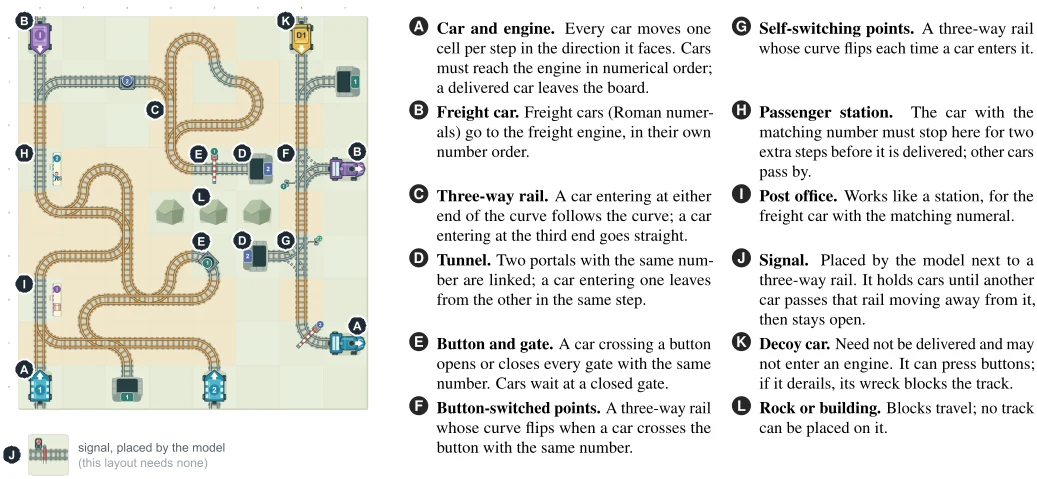 B
K
I
D1
2
1
C
H
2
E
1
D
2
F
1
B
L
E
D
G
2
2
1
I
I
2
A
A
1
1
2
J
signal, placed by the model
(this layout needs none)
A Car and engine. Every car moves one
cell per step in the direction it faces. Cars
must reach the engine in numerical order;
a delivered car leaves the board.
B Freight car. Freight cars (Roman numer-
als) go to the freight engine, in their own
number order.
C Three-way rail. A car entering at either
end of the curve follows the curve; a car
entering at the third end goes straight.
D Tunnel. Two portals with the same num-
ber are linked; a car entering one leaves
from the other in the same step.
E Button and gate. A car crossing a button
opens or closes every gate with the same
number. Cars wait at a closed gate.
F Button-switched points. A three-way rail
whose curve flips when a car crosses the
button with the same number.
G Self-switching points. A three-way rail
whose curve flips each time a car enters it.
H Passenger station. The car with the
matching number must stop here for two
extra steps before it is delivered; other cars
pass by.
I Post office. Works like a station, for the
freight car with the matching numeral.
J Signal. Placed by the model next to a
three-way rail. It holds cars until another
car passes that rail moving away from it,
then stays open.
K Decoy car. Need not be delivered and may
not enter an engine. It can press buttons;
if it derails, its wreck blocks the track.
L Rock or building. Blocks travel; no track
can be placed on it.